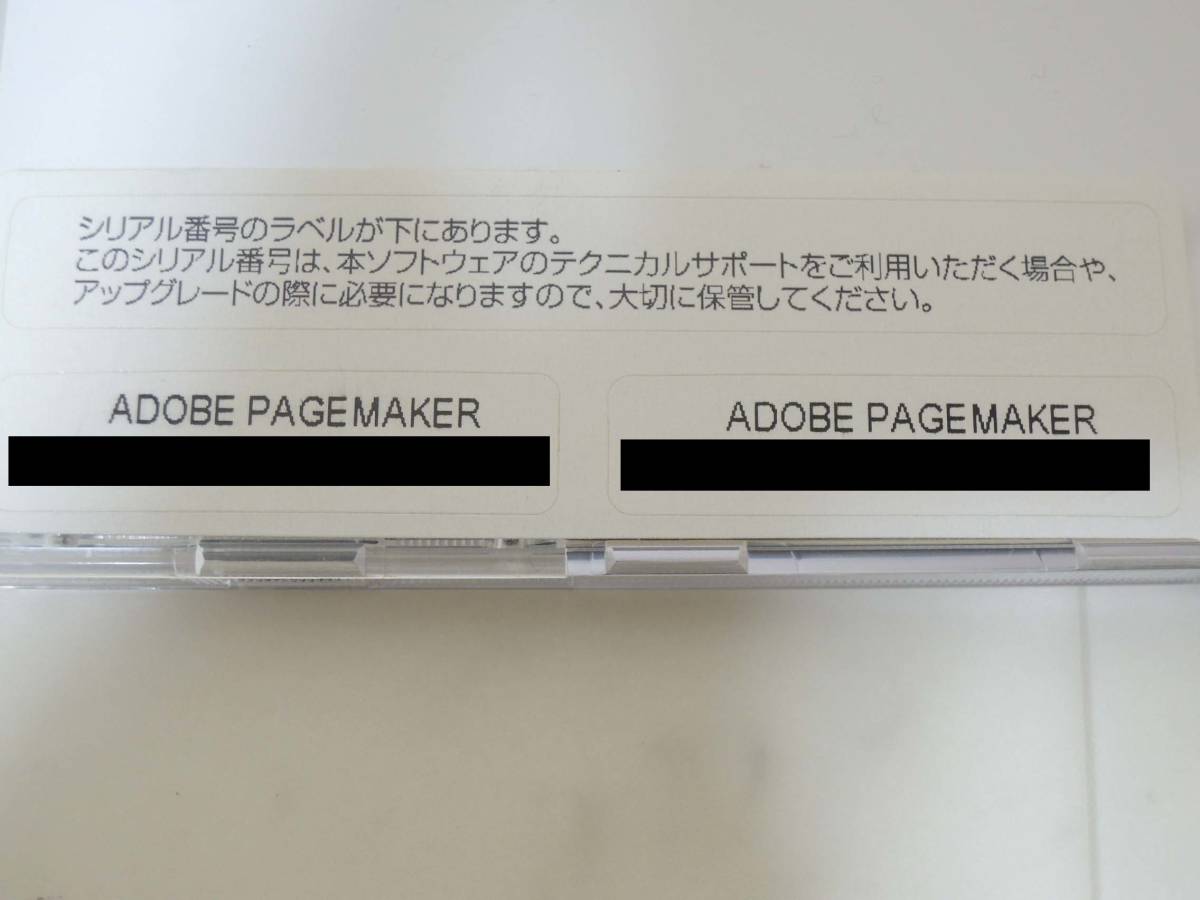 シリアル番号のラベルが下にあります。
このシリアル番号は、本ソフトウェアのテクニカルサポートをご利用いただく場合や、
アップグレードの際に必要になりますので、大切に保管してください。
ADOBE PAGEMAKER
ADOBE PAGEMAKER